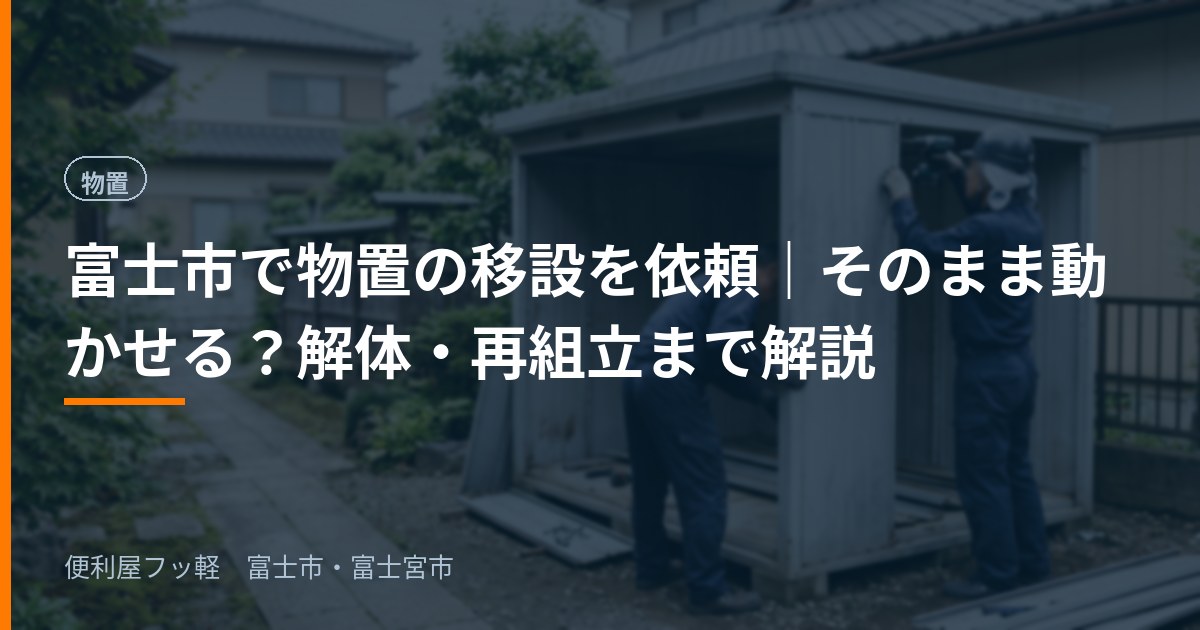 物置
富士市で物置の移設を依頼｜そのまま動
かせる？解体・再組立まで解説
便利屋フッ軽　富士市・富士宮市